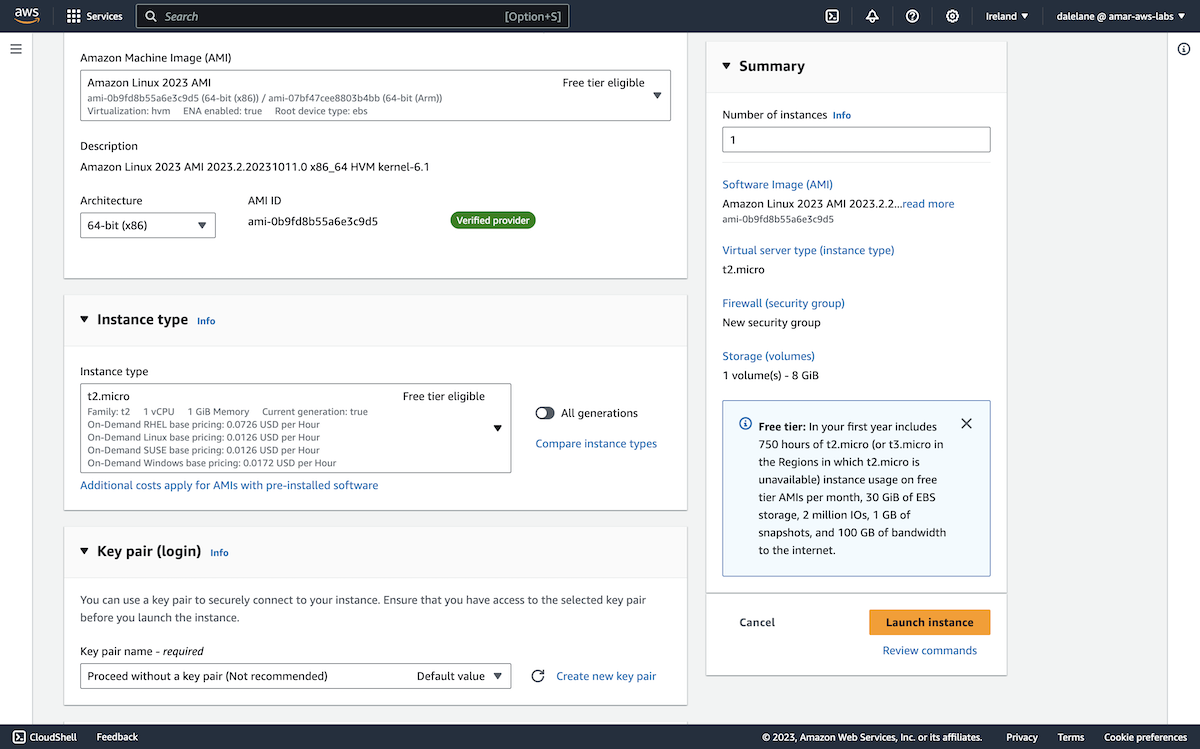 aws
Services
Search [Option+S]
Ireland ▼
dalelane @ amar-aws-labs ▼
Amazon Machine Image (AMI)
Amazon Linux 2023 AMI Free tier eligible
ami-0b9fd8b55a6e3c9d5 (64-bit (x86)) / ami-07bf47cee8803b4bb (64-bit (Arm))
Virtualization: hvm ENA enabled: true Root device type: ebs
Description
Amazon Linux 2023 AMI 2023.2.20231011.0 x86_64 HVM kernel-6.1
Architecture AMI ID
64-bit (x86) ami-0b9fd8b55a6e3c9d5 Verified provider
Instance type Info
Instance type
t2.micro Free tier eligible
Family: t2 1 vCPU 1 GiB Memory Current generation: true
On-Demand RHEL base pricing: 0.0726 USD per Hour
On-Demand Linux base pricing: 0.0126 USD per Hour
On-Demand SUSE base pricing: 0.0126 USD per Hour
On-Demand Windows base pricing: 0.0172 USD per Hour
All generations
Compare instance types
Additional costs apply for AMIs with pre-installed software
Key pair (login) Info
You can use a key pair to securely connect to your instance. Ensure that you have access to the selected key pair
before you launch the instance.
Key pair name - required
Proceed without a key pair (Not recommended) Default value
Create new key pair
Summary
Number of instances Info
1
Software Image (AMI)
Amazon Linux 2023 AMI 2023.2.2...read more
ami-0b9fd8b55a6e3c9d5
Virtual server type (instance type)
t2.micro
Firewall (security group)
New security group
Storage (volumes)
1 volume(s) - 8 GiB
Free tier: In your first year includes
750 hours of t2.micro (or t3.micro in
the Regions in which t2.micro is
unavailable) instance usage on free
tier AMIs per month, 30 GiB of EBS
storage, 2 million IOs, 1 GB of
snapshots, and 100 GB of bandwidth
to the internet.
Cancel Launch instance
Review commands
CloudShell Feedback © 2023, Amazon Web Services, Inc. or its affiliates. Privacy Terms Cookie preferences